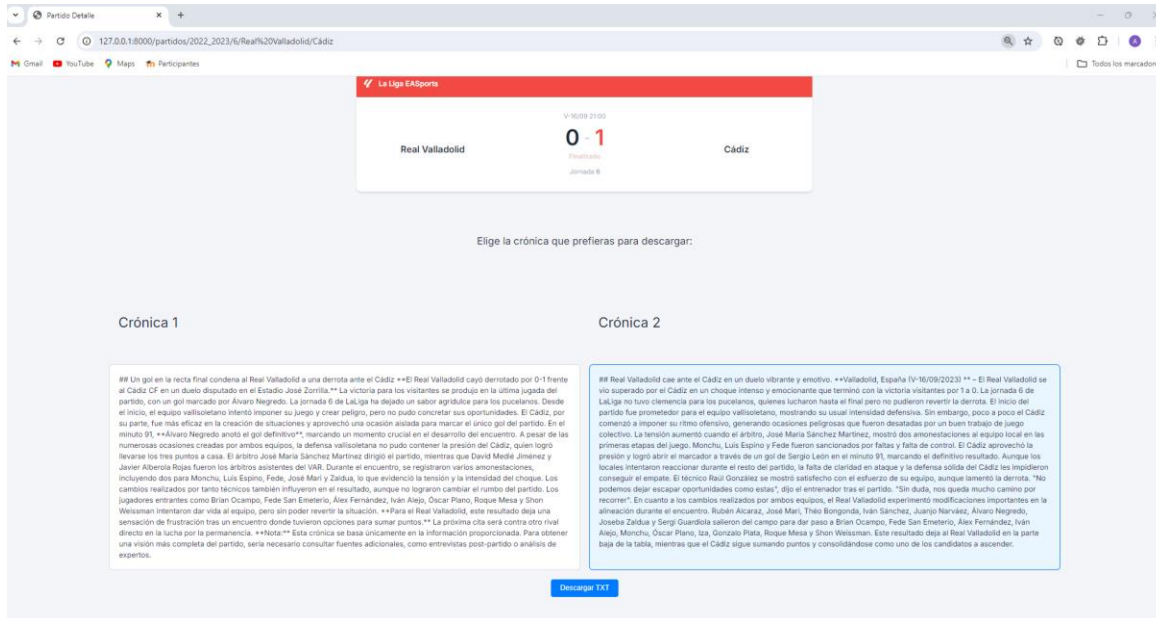 Partido Detalle
127.0.0.1:8000/partidos/2022_2023/6/Real%20Valladolid/Cádiz
Gmail YouTube Maps Participantes
Todos los marcadores
La Liga EASports
V-16/09 21:00
0 - 1
Real Valladolid
Cádiz
Finalizado
Jornada 6
Elige la crónica que prefieras para descargar:
Crónica 1
## Un gol en la recta final condena al Real Valladolid a una derrota ante el Cádiz **El Real Valladolid cayó derrotado por 0-1 frente
al Cádiz CF en un duelo disputado en el Estadio José Zorrilla.** La victoria para los visitantes se produjo en la última jugada del
partido, con un gol marcado por Álvaro Negredo. La jornada 6 de LaLiga ha dejado un sabor agridulce para los pucelanos. Desde
el inicio, el equipo vallisoletano intentó imponer su juego y crear peligro, pero no pudo concretar sus oportunidades. El Cádiz, por
su parte, fue más eficaz en la creación de situaciones y aprovechó una ocasión aislada para marcar el único gol del partido. En el
minuto 91, **Álvaro Negredo anotó el gol definitivo**, marcando un momento crucial en el desarrollo del encuentro. A pesar de las
numerosas ocasiones creadas por ambos equipos, la defensa vallisoletana no pudo contener la presión del Cádiz, quien logró
llevarse los tres puntos a casa. El árbitro José María Sánchez Martínez dirigió el partido, mientras que David Medié Jiménez y
Javier Alberola Rojas fueron los árbitros asistentes del VAR. Durante el encuentro, se registraron varios amonestaciones,
incluyendo dos para Monchu, Luis Espino, Fede, José Mari y Zaldua, lo que evidenció la tensión y la intensidad del choque. Los
cambios realizados por tanto técnicos también influyeron en el resultado, aunque no lograron cambiar el rumbo del partido. Los
jugadores entrantes como Brian Ocampo, Fede San Emeterio, Álex Fernández, Iván Alejo, Óscar Plano, Roque Mesa y Shon
Weissman intentaron dar vida al equipo, pero sin poder revertir la situación. **Para el Real Valladolid, este resultado deja una
sensación de frustración tras un encuentro donde tuvieron opciones para sumar puntos.** La próxima cita será contra otro rival
directo en la lucha por la permanencia. **Nota:** Esta crónica se basa únicamente en la información proporcionada. Para obtener
una visión más completa del partido, sería necesario consultar fuentes adicionales, como entrevistas post-partido o análisis de
expertos.
Crónica 2
## Real Valladolid cae ante el Cádiz en un duelo vibrante y emotivo. **Valladolid, España (V-16/09/2023) ** – El Real Valladolid se
vio superado por el Cádiz en un choque intenso y emocionante que terminó con la victoria visitantes por 1 a 0. La jornada 6 de
LaLiga no tuvo clemencia para los pucelanos, quienes lucharon hasta el final pero no pudieron revertir la derrota. El inicio del
partido fue prometedor para el equipo vallisoletano, mostrando su usual intensidad defensiva. Sin embargo, poco a poco el Cádiz
comenzó a imponer su ritmo ofensivo, generando ocasiones peligrosas que fueron desatadas por un buen trabajo de juego
colectivo. La tensión aumentó cuando el árbitro, José María Sánchez Martínez, mostró dos amonestaciones al equipo local en las
primeras etapas del juego. Monchu, Luis Espino y Fede fueron sancionados por faltas y falta de control. El Cádiz aprovechó la
presión y logró abrir el marcador a través de un gol de Sergio León en el minuto 91, marcando el definitivo resultado. Aunque los
locales intentaron reaccionar durante el resto del partido, la falta de claridad en ataque y la defensa sólida del Cádiz les impidieron
conseguir el empate. El técnico Raúl González se mostró satisfecho con el esfuerzo de su equipo, aunque lamentó la derrota. "No
podemos dejar escapar oportunidades como estas", dijo el entrenador tras el partido. "Sin duda, nos queda mucho camino por
recorrer". En cuanto a los cambios realizados por ambos equipos, el Real Valladolid experimentó modificaciones importantes en la
alineación durante el encuentro. Rubén Alcaraz, José Mari, Théo Bongonda, Iván Sánchez, Juanjo Narváez, Álvaro Negredo,
Joseba Zaldua y Sergi Guardiola salieron del campo para dar paso a Brian Ocampo, Fede San Emeterio, Álex Fernández, Iván
Alejo, Monchu, Óscar Plano, Iza, Gonzalo Plata, Roque Mesa y Shon Weissman. Este resultado deja al Real Valladolid en la parte
baja de la tabla, mientras que el Cádiz sigue sumando puntos y consolidándose como uno de los candidatos a ascender.
Descargar TXT